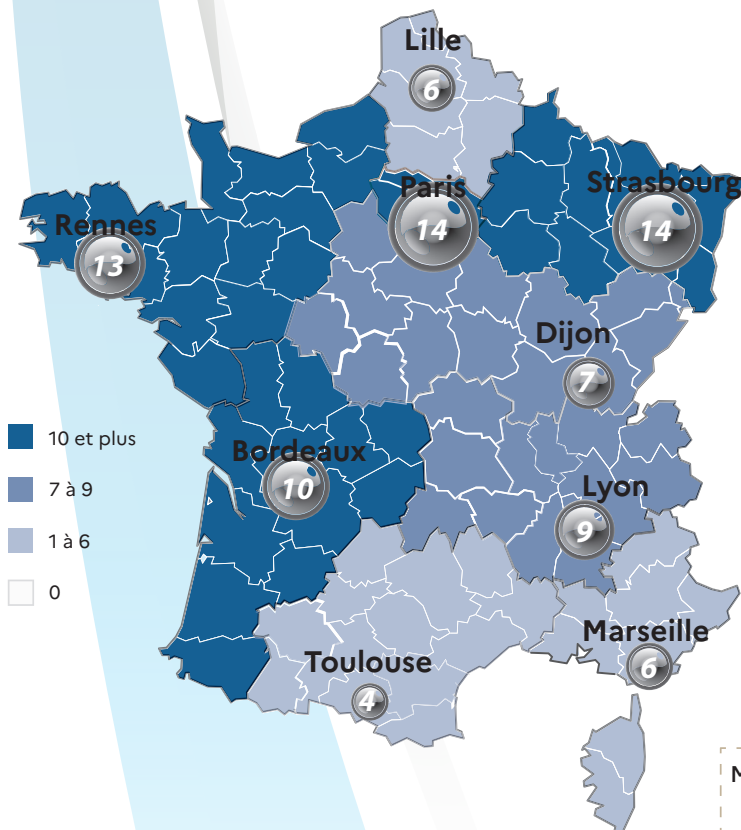 Lille
6
Paris
14
Strasbourg
14
Rennes
13
Dijon
7
10 et plus
7 à 9
1 à 6
0
Bordeaux
10
Lyon
9
Marseille
6
Toulouse
4
M